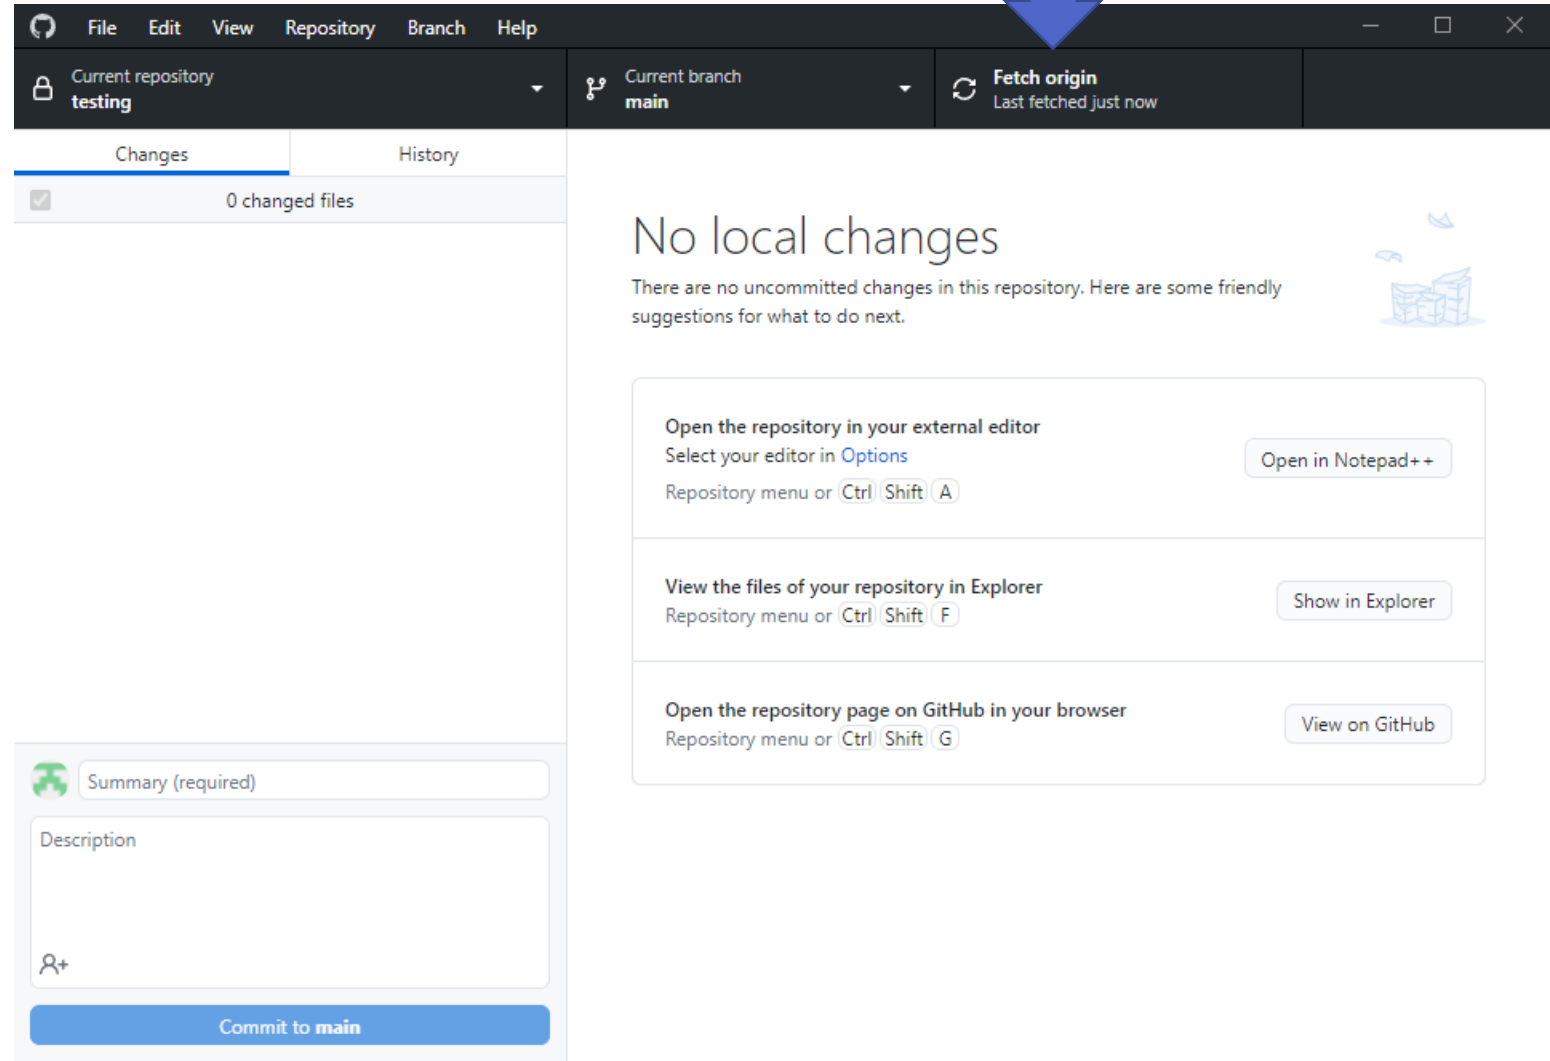 File Edit View Repository Branch Help
Current repository
testing
Current branch
main
Fetch origin
Last fetched just now
Changes
History
0 changed files
No local changes
There are no uncommitted changes in this repository. Here are some friendly
suggestions for what to do next.
Open the repository in your external editor
Select your editor in Options
Repository menu or Ctrl Shift A
Open in Notepad++
View the files of your repository in Explorer
Repository menu or Ctrl Shift F
Show in Explorer
Open the repository page on GitHub in your browser
Repository menu or Ctrl Shift G
View on GitHub
Summary (required)
Description
Commit to main